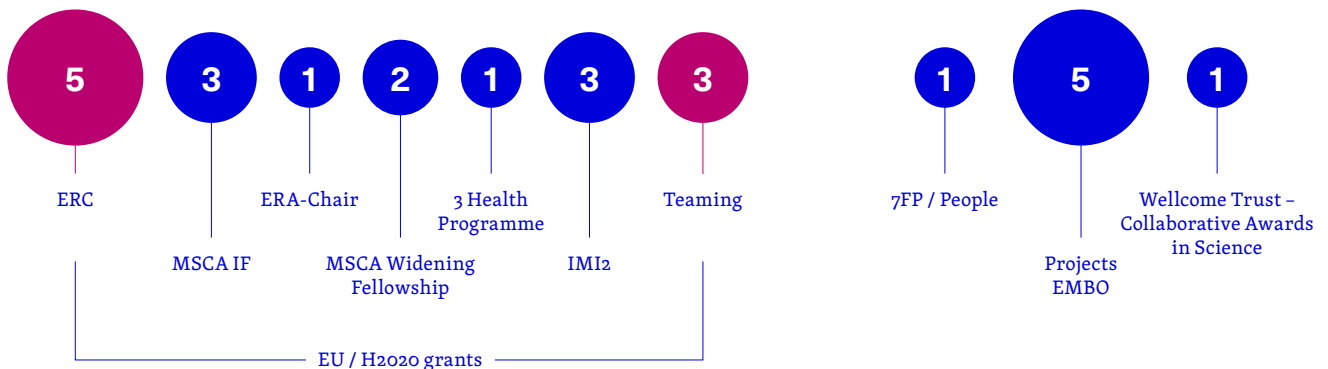 5
3
1
2
1
3
3
1
5
1
ERC
ERA-Chair
3 Health
Programme
Teaming
7FP / People
Wellcome Trust –
Collaborative Awards
in Science
MSCA IF
MSCA Widening
Fellowship
IMI2
Projects
EMBO
EU / H2020 grants